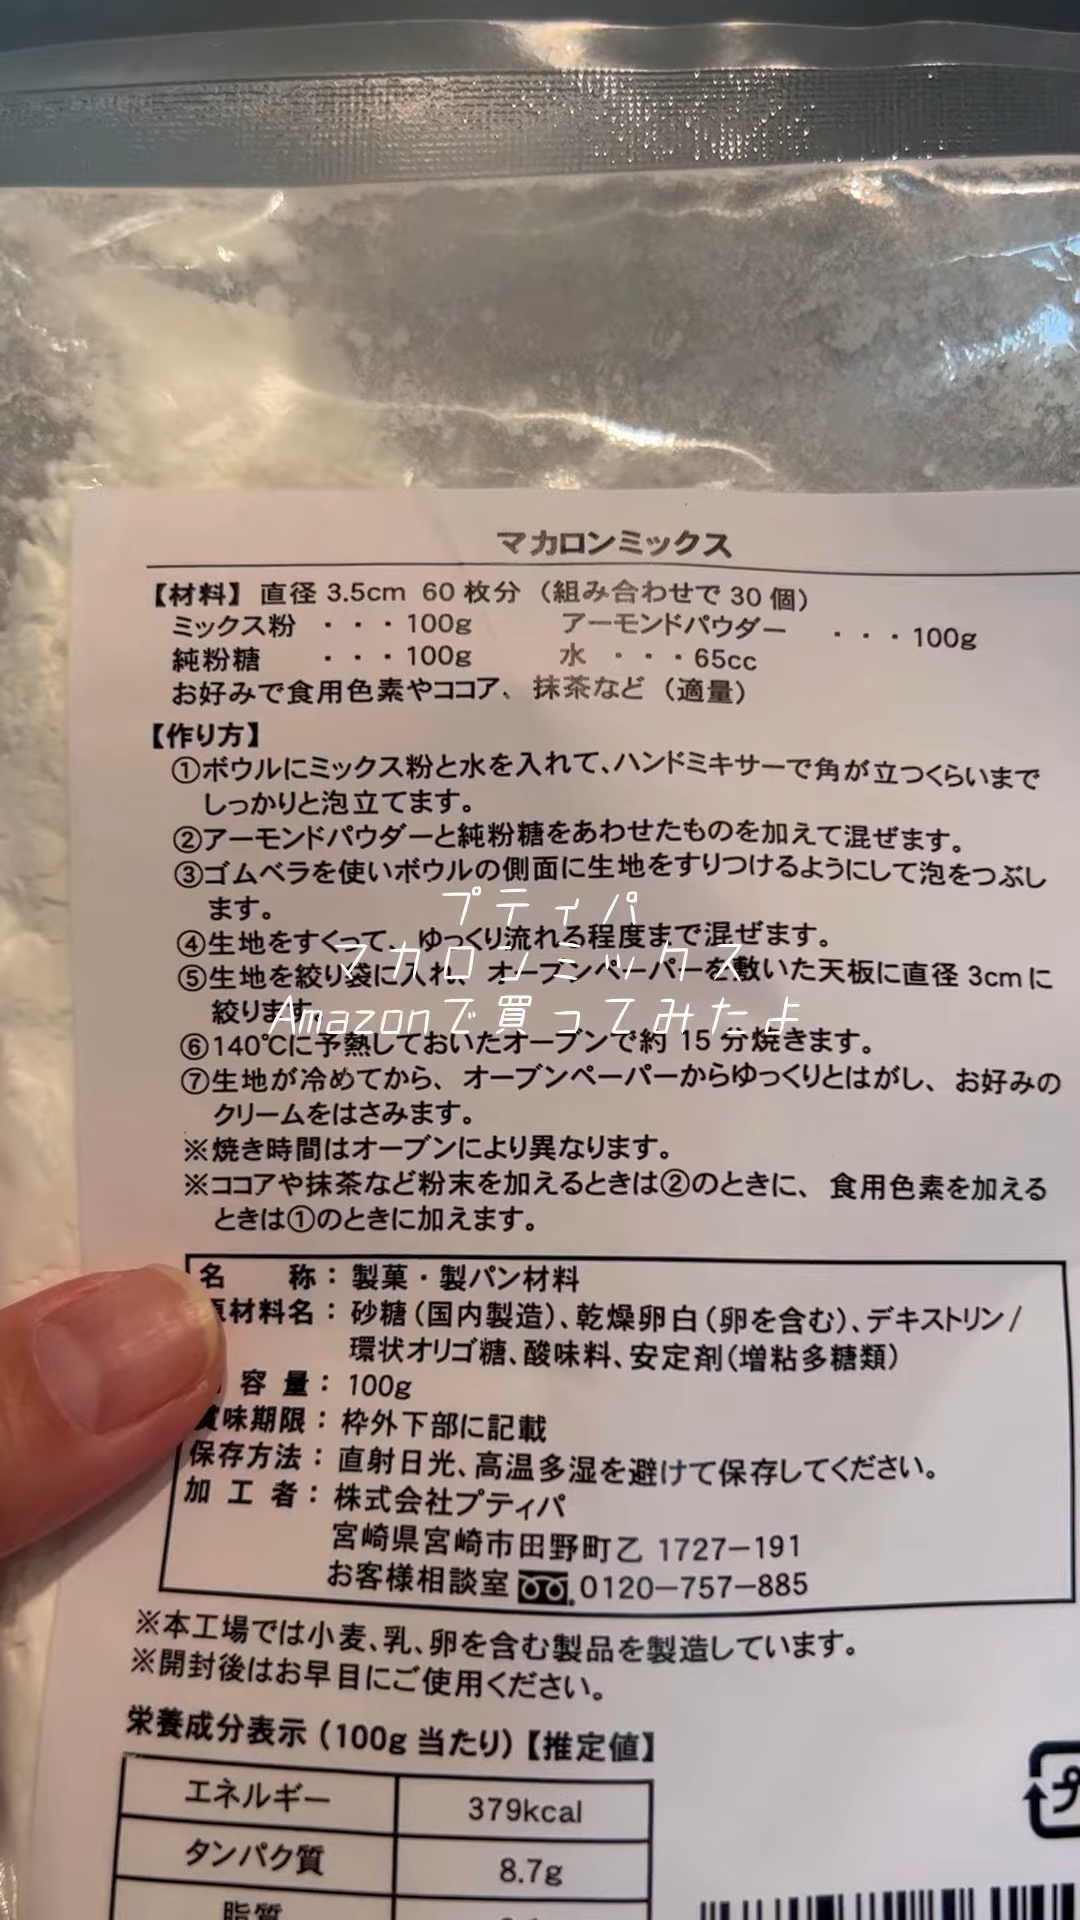 マカロンミックス
【材料】直径 3.5cm 60 枚分（組み合わせで 30 個）
ミックス粉 ・・・100g アーモンドパウダー ・・・100g
純粉糖 ・・・100g 水 ・・・65cc
お好みで食用色素やココア、抹茶など（適量）
【作り方】
①ボウルにミックス粉と水を入れて、ハンドミキサーで角が立つくらいまで
しっかりと泡立てます。
②アーモンドパウダーと純粉糖をあわせたものを加えて混ぜます。
③ゴムベラを使いボウルの側面に生地をすりつけるようにして泡をつぶし
ます。
④生地をすくって、ゆっくり流れる程度まで混ぜます。
⑤生地を絞り袋に入れ、オーブンペーパーを敷いた天板に直径 3cmに
絞ります。
⑥140℃に予熱しておいたオーブンで約 15 分焼きます。
⑦生地が冷めてから、オーブンペーパーからゆっくりとはがし、お好みの
クリームをはさみます。
プティパ
マカロンミックス
Amazonで買ってみたよ
※焼き時間はオーブンにより異なります。
※ココアや抹茶など粉末を加えるときは②のときに、食用色素を加える
ときは①のときに加えます。
名 称：製菓・製パン材料
原材料名：砂糖（国内製造）、乾燥卵白（卵を含む）、デキストリン/
環状オリゴ糖、酸味料、安定剤（増粘多糖類）
容量：100g
賞味期限：枠外下部に記載
保存方法：直射日光、高温多湿を避けて保存してください。
加工者：株式会社プティパ
宮崎県宮崎市田野町乙 1727－191
お客様相談室 0120－757－885
※本工場では小麦、乳、卵を含む製品を製造しています。
※開封後はお早目にご使用ください。
栄養成分表示（100g 当たり）【推定値】
エネルギー 379kcal
タンパク質 8.7g
脂質
プ